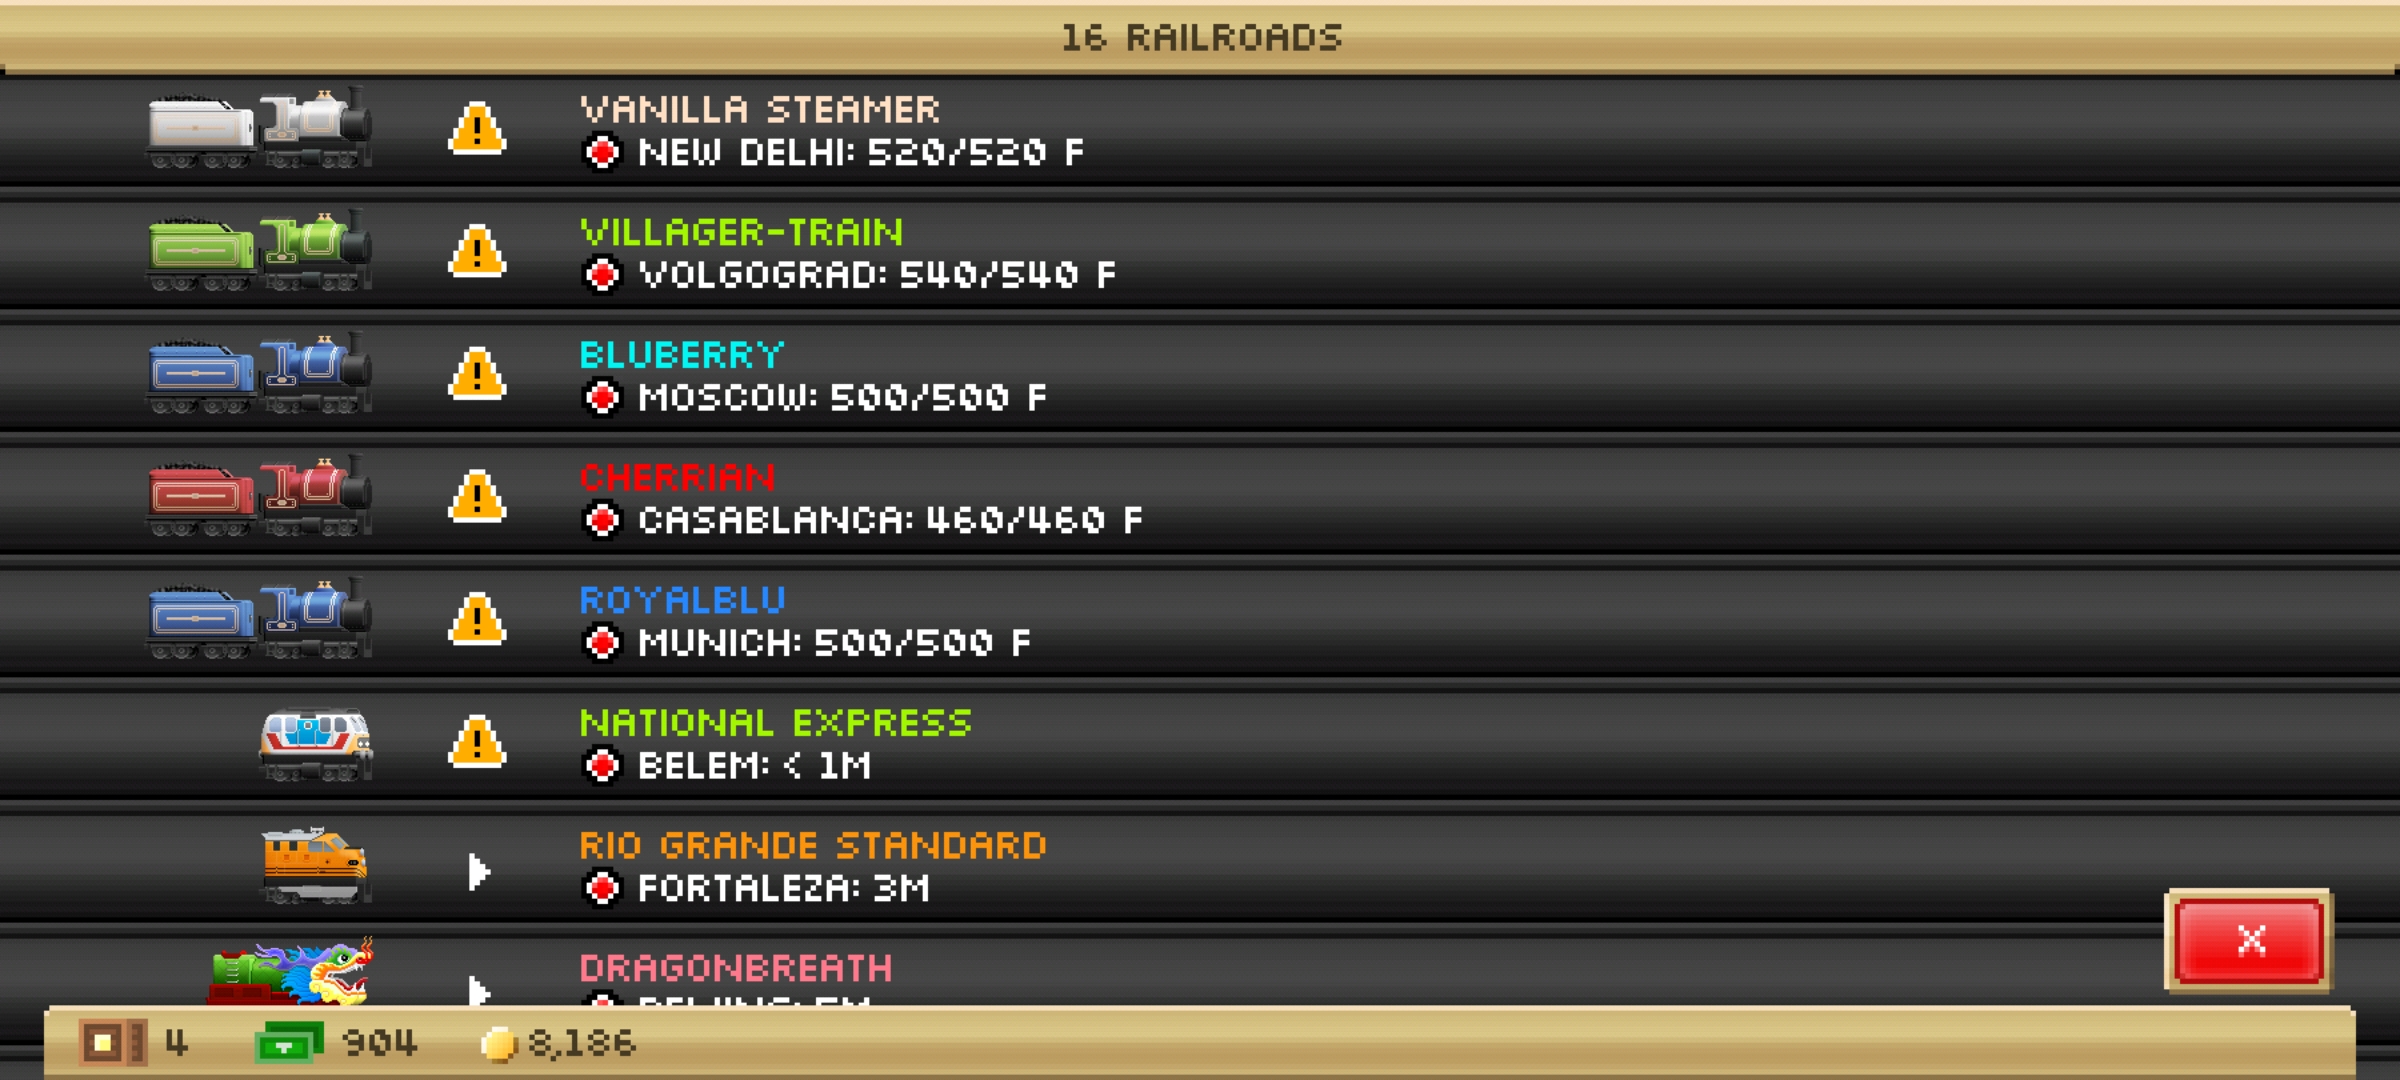 16 RAILROADS
VANILLA STEAMER
NEW DELHI: 520/520 F
VILLAGER-TRAIN
VOLGOGRAD: 540/540 F
BLUBERRY
MOSCOW: 500/500 F
CHERRIAN
CASABLANCA: 460/460 F
ROYALBLU
MUNICH: 500/500 F
NATIONAL EXPRESS
BELEM: < 1M
RIO GRANDE STANDARD
FORTALEZA: 3M
DRAGONBREATH
X
4 904 8,186